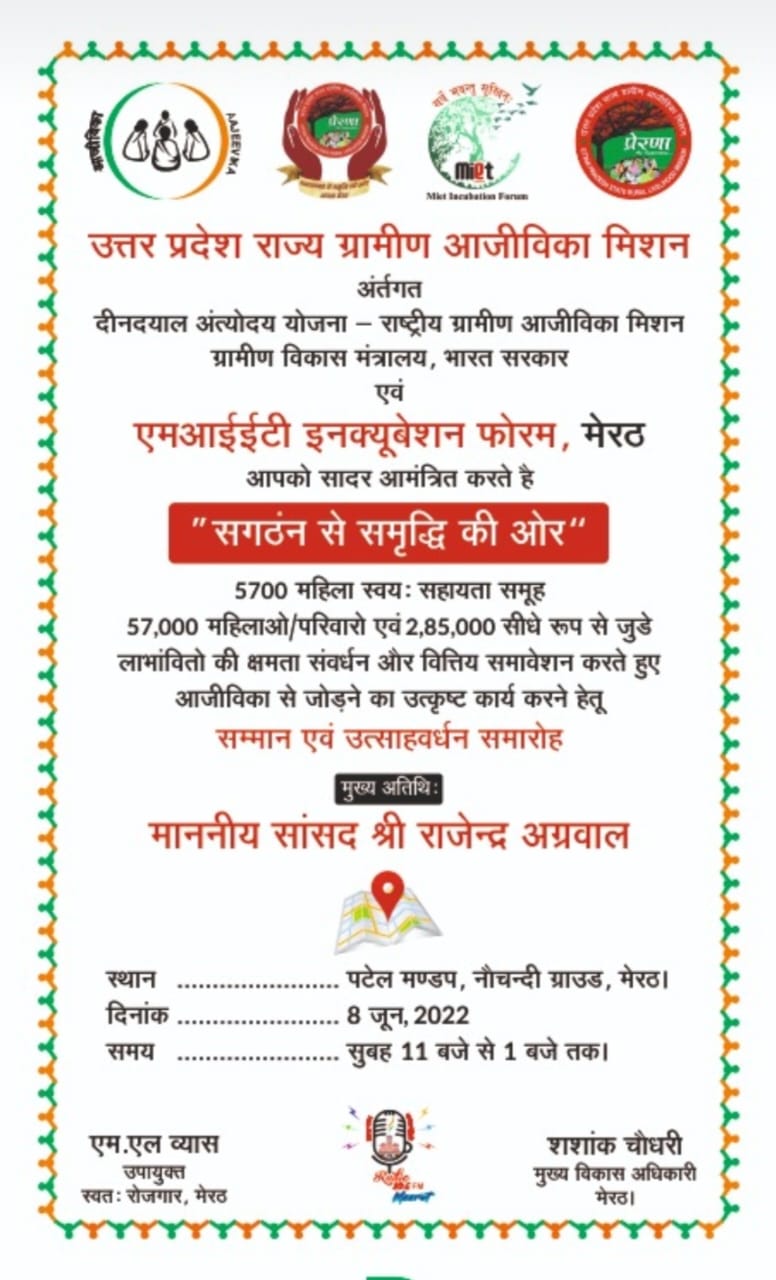 आजीविका AAJEEVIKA
प्रेरणा
सर्वे भवन्तु सुखिनः
miet
Miet Incubation Forum
प्रेरणा
उत्तर प्रदेश राज्य ग्रामीण आजीविका मिशन
अंर्तगत
दीनदयाल अंत्योदय योजना – राष्ट्रीय ग्रामीण आजीविका मिशन
ग्रामीण विकास मंत्रालय, भारत सरकार
एवं
एमआईईटी इनक्यूबेशन फोरम, मेरठ
आपको सादर आमंत्रित करते है
"सगठंन से समृद्धि की ओर“
5700 महिला स्वयः सहायता समूह
57,000 महिलाओ/परिवारो एवं 2,85,000 सीधे रूप से जुडे
लाभांवितो की क्षमता संवर्धन और वित्तिय समावेशन करते हुए
आजीविका से जोड़ने का उत्कृष्ट कार्य करने हेतू
सम्मान एवं उत्साहवर्धन समारोह
मुख्य अतिथिः
माननीय सांसद श्री राजेन्द्र अग्रवाल
स्थान ....................... पटेल मण्डप, नौचन्दी ग्राउड, मेरठ।
दिनांक ....................... 8 जून, 2022
समय ....................... सुबह 11 बजे से 1 बजे तक।
एम.एल व्यास
उपायुक्त
स्वतः रोजगार, मेरठ
Radio
FM
Meerut
शशांक चौधरी
मुख्य विकास अधिकारी
मेरठ।